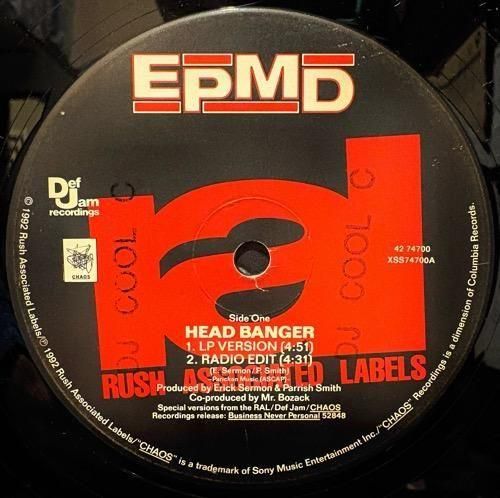 EPMD
ral
Def
Jam
recordings
CHAOS
DJ COOL C
DJ COOL C
42 74700
XSS74700A
Side One
HEAD BANGER
1. LP VERSION (4:51)
2. RADIO EDIT (4:31)
(E. Sermon/P. Smith)
-Paricken Music (ASCAP)-
RUSH ASSOCIATED LABELS
Produced by Erick Sermon & Parrish Smith
Co-produced by Mr. Bozack
Special versions from the RAL/Def Jam/CHAOS
Recordings release: Business Never Personal 52848
© 1992 Rush Associated Labels/℗ 1992 Rush Associated Labels/"CHAOS" is a trademark of Sony Music Entertainment Inc./"CHAOS" Recordings is a dimension of Columbia Records.